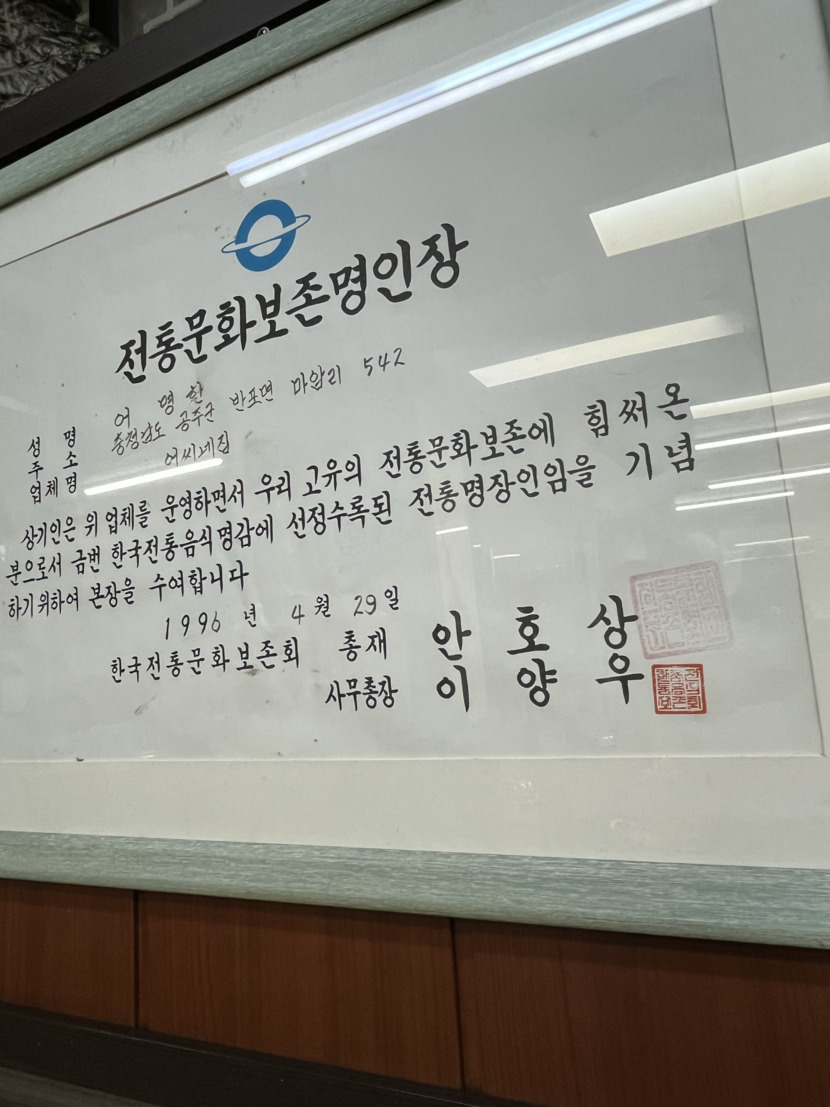 전통문화보존명인장
성 명 어 명 환
주 소 충청남도 공주군 반포면 마암리 542
업체명 어씨네집
상기인은 위 업체를 운영하면서 우리 고유의 전통문화보존에 힘써온
분으로서 금번 한국전통음식명감에 선정수록된 전통명장인임을 기념
하기위하여 본장을 수여합니다
1996 년 4 월 29 일
한국전통문화보존회 총재 안 호 상
사무총장 이 양 우